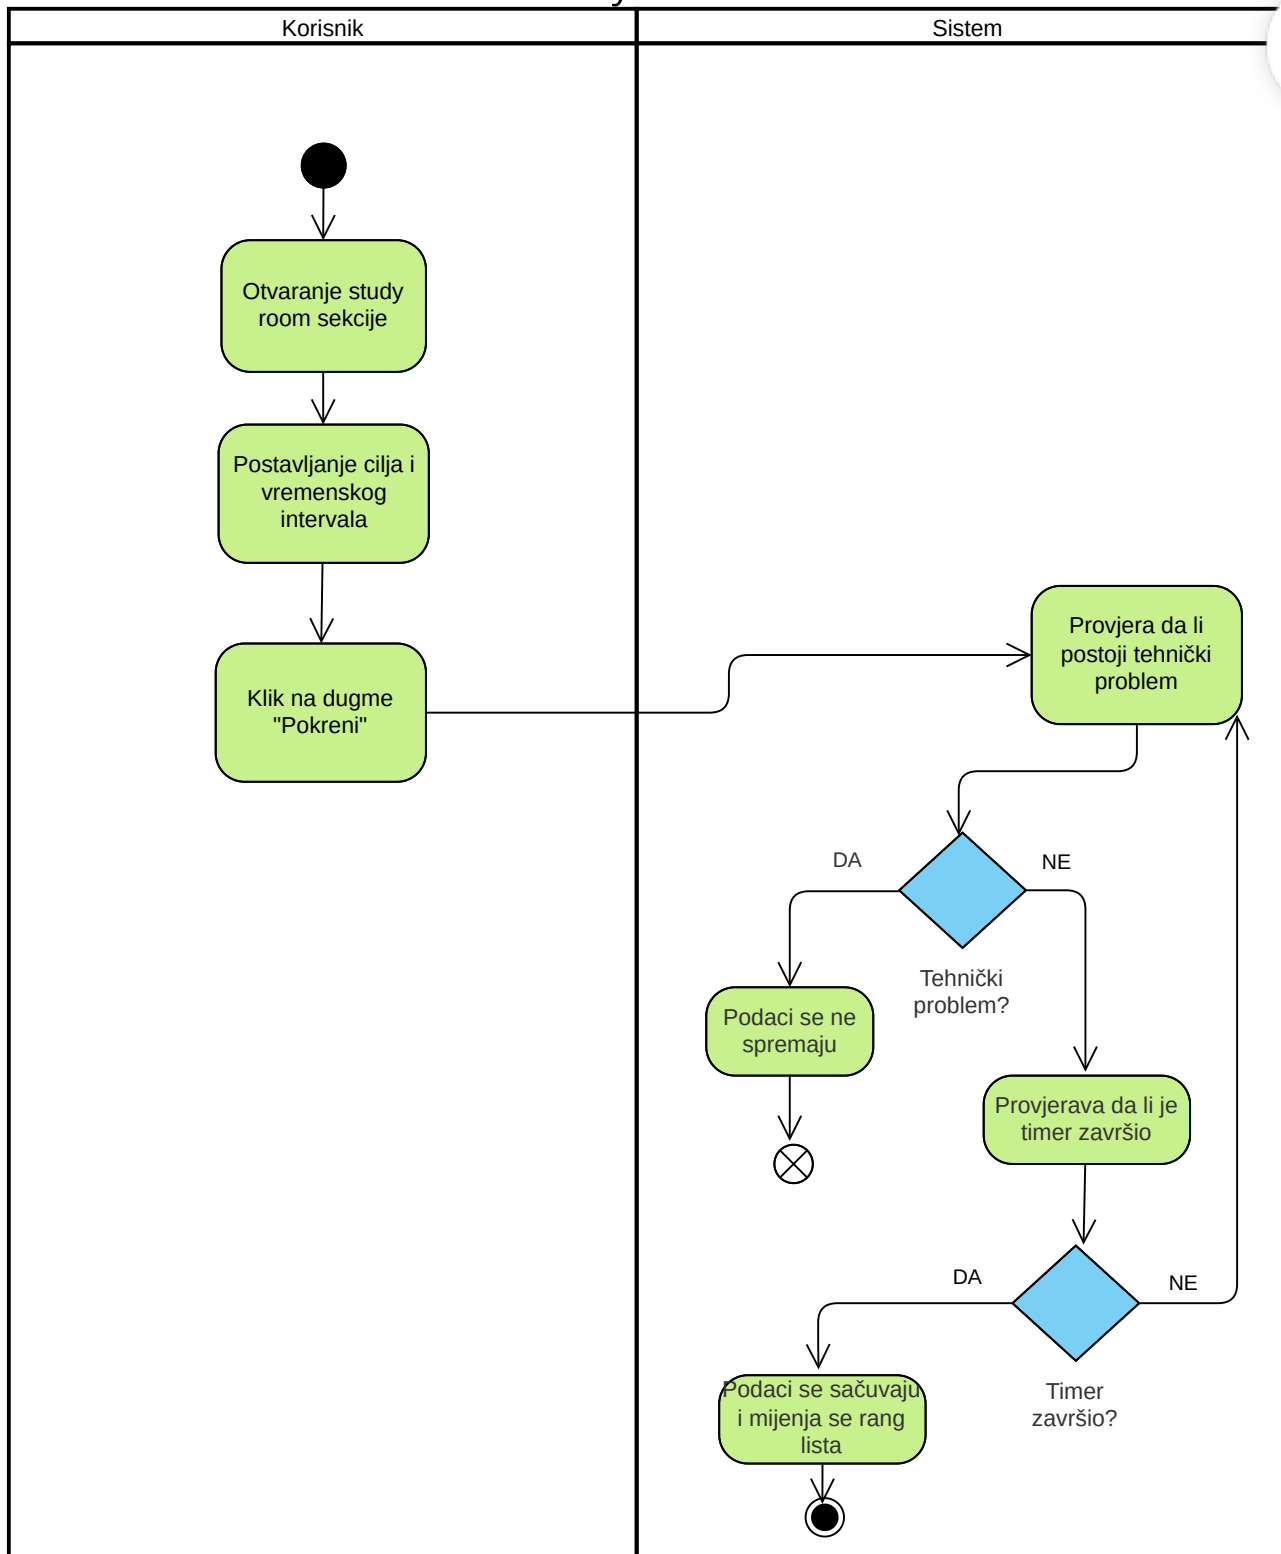 Korisnik
Sistem
Otvaranje study
room sekcije
Postavljanje cilja i
vremenskog
intervala
Klik na dugme
"Pokreni"
Provjera da li
postoji tehnički
problem
DA
NE
Tehnički
problem?
Podaci se ne
spremaju
Provjerava da li je
timer završio
DA
NE
Timer
završio?
Podaci se sačuvaju
i mijenja se rang
lista